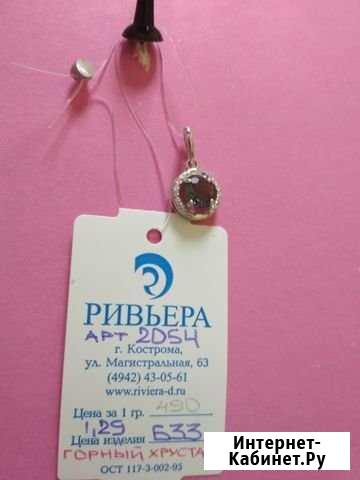 РИВЬЕРА
АРТ 2054
г. Кострома,
ул. Магистральная, 63
(4942) 43-05-61
www.riviera-d.ru
Цена за 1 гр. 490
1,29
Цена изделия 633
ГОРНЫЙ ХРУСТА
ОСТ 117-3-002-95
Интернет-
Кабинет.Ру